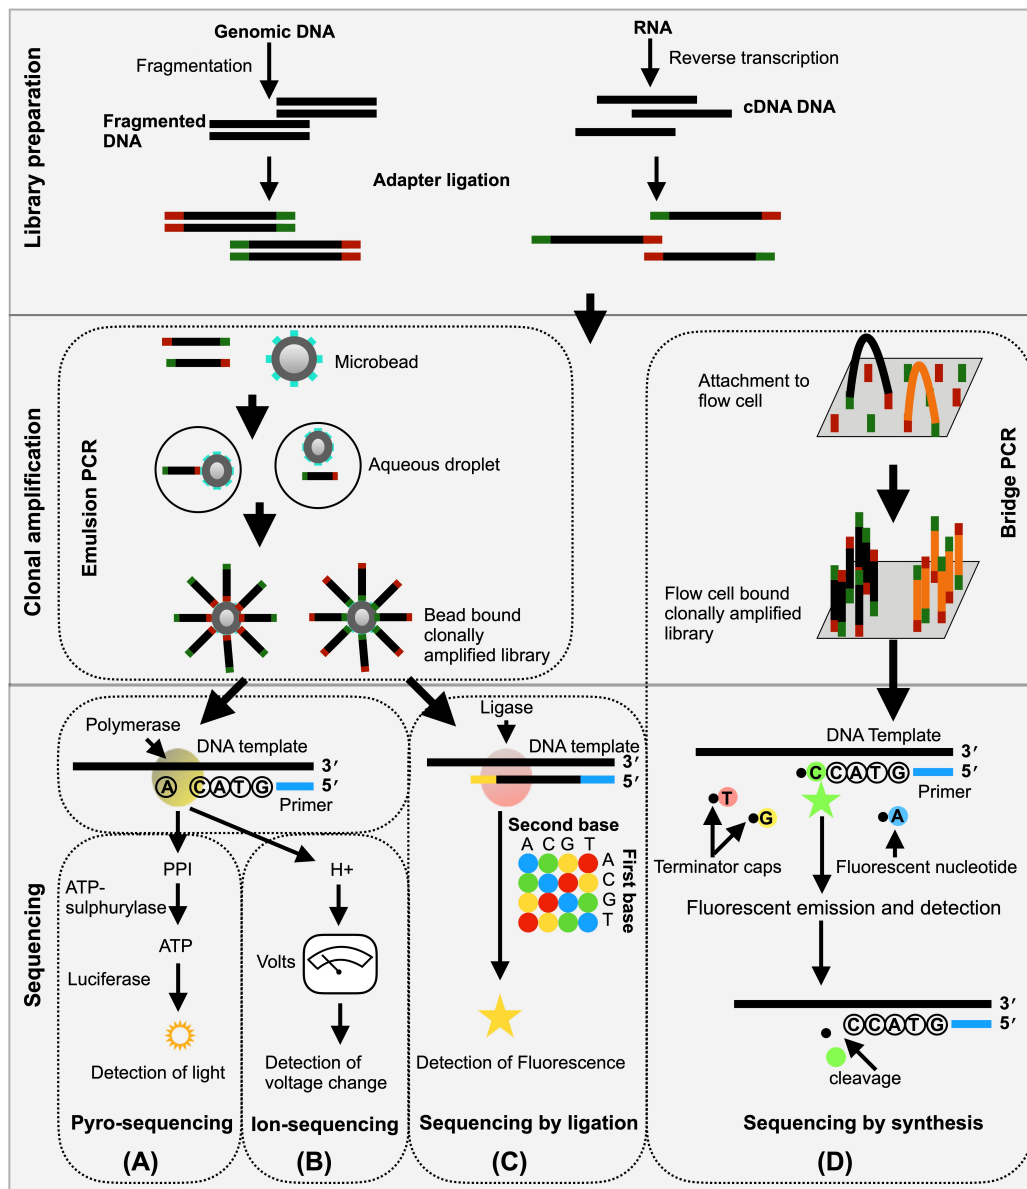 Library preparation
Genomic DNA
Fragmentation
Fragmented
DNA
RNA
Reverse transcription
cDNA DNA
Adapter ligation
Clonal amplification
Emulsion PCR
Microbead
Aqueous droplet
Bead bound
clonally
amplified library
Bridge PCR
Attachment to
flow cell
Flow cell bound
clonally amplified
library
Sequencing
Polymerase
DNA template
3′
A CATG
5′
Primer
PPI
ATP-
sulphurylase
ATP
Luciferase
Detection of light
Pyro-sequencing
(A)
H+
Volts
Detection of
voltage change
Ion-sequencing
(B)
Ligase
DNA template
3′
5′
Second base
A C G T
First base
A
C
G
T
Detection of Fluorescence
Sequencing by ligation
(C)
DNA Template
3′
CCATG
5′
Primer
T
G
A
Terminator caps
Fluorescent nucleotide
Fluorescent emission and detection
3′
CCATG
5′
cleavage
Sequencing by synthesis
(D)